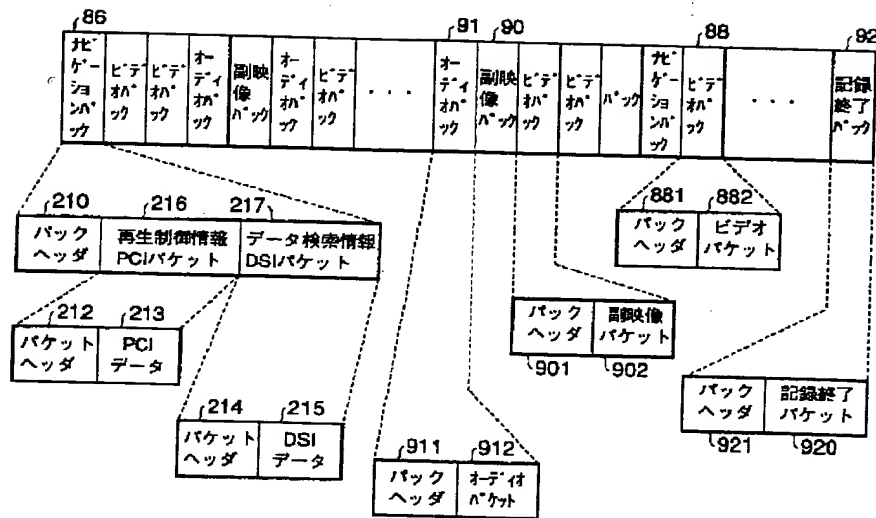 86
91
90
88
92
ナビゲーションパック
ビデオパック
ビデオパック
オーディオパック
副映像パック
オーディオパック
ビデオパック
・・・
オーディオパック
副映像パック
ビデオパック
ビデオパック
パック
ナビゲーションパック
ビデオパック
・・・
記録終了パック
210
216
217
パック
ヘッダ
再生制御情報
PCIパケット
データ検索情報
DSIパケット
881
882
パック
ヘッダ
ビデオ
パケット
212
213
パケット
ヘッダ
PCI
データ
パック
ヘッダ
副映像
パケット
901
902
214
215
パケット
ヘッダ
DSI
データ
911
912
パック
ヘッダ
オーディオ
パケット
パック
ヘッダ
記録終了
パケット
921
920